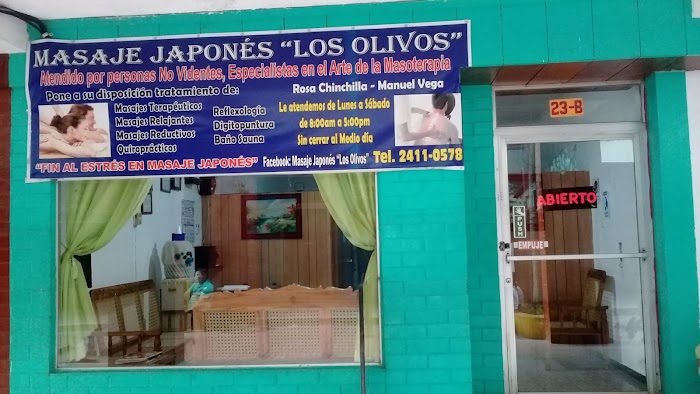 MASAJE JAPONÉS "LOS OLIVOS"
Atendido por personas No Videntes, Especialistas en el Arte de la Masoterapia
Pone a su disposición tratamiento de:
Masajes Terapéuticos
Masajes Relajantes
Masajes Reductivos
Quiroprácticos
Reflexología
Digitopuntura
Baño Sauna
Rosa Chinchilla - Manuel Vega
Le atendemos de Lunes a Sábado
de 8:00am a 5:00pm
Sin cerrar al Medio día
"FIN AL ESTRÉS EN MASAJE JAPONÉS"
Facebook: Masaje Japonés "Los Olivos" Tel. 2411-0578
23-B
ABIERTO
PUSH
EMPUJE